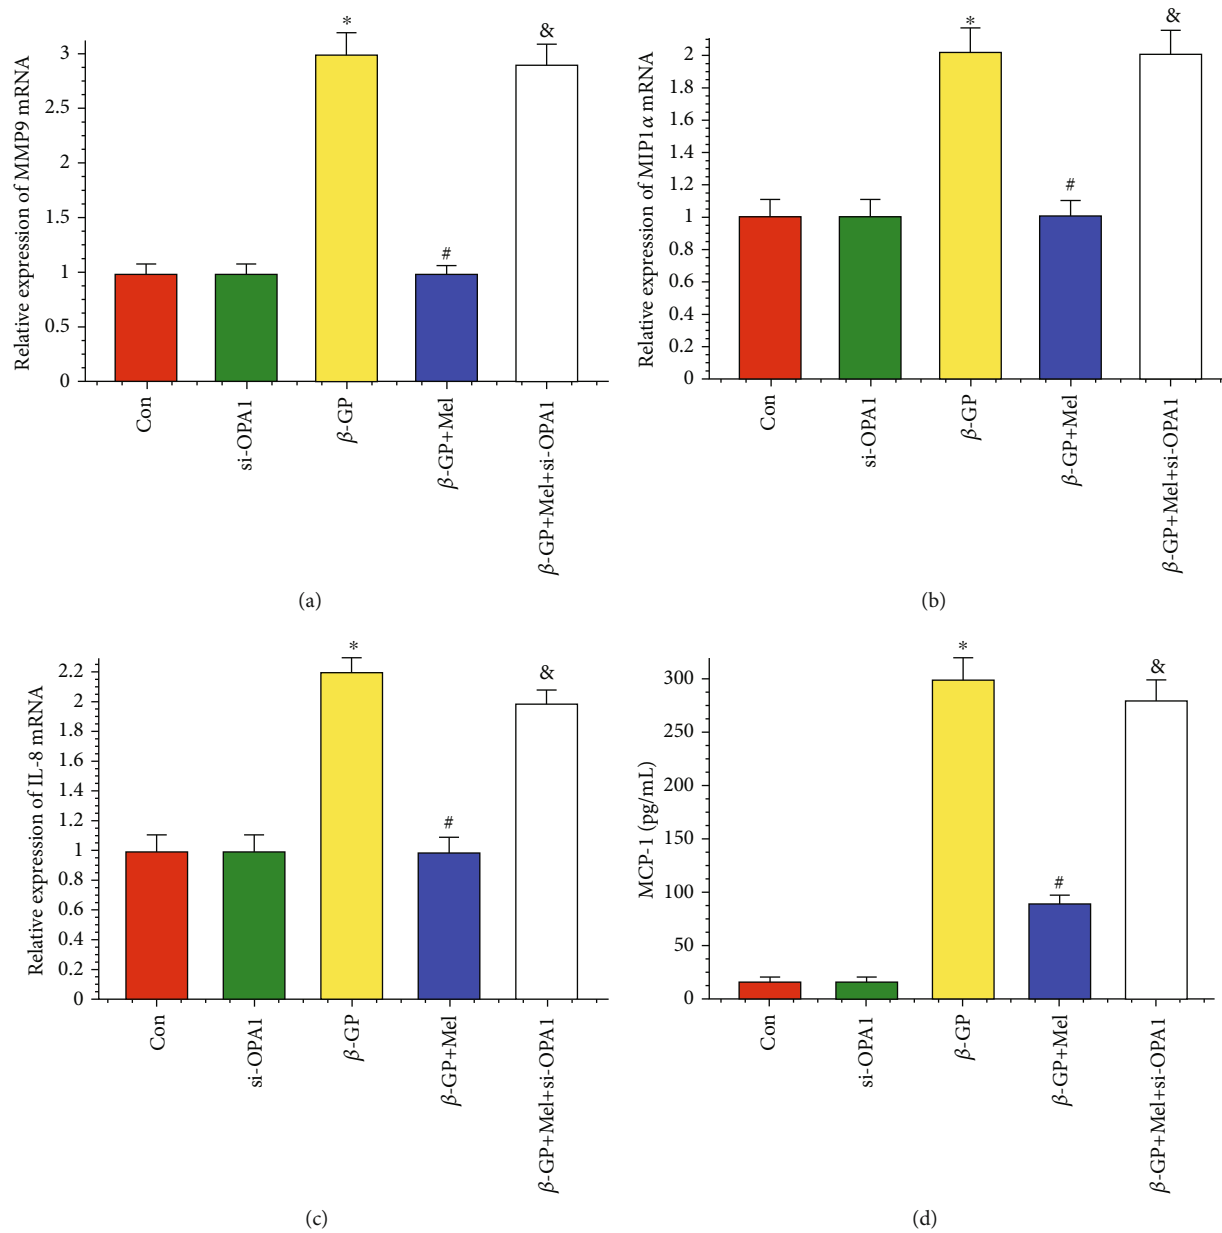 Relative expression of MMP9 mRNA
3
2.5
2
1.5
1
0.5
0
*
#
&
Con
si-OPA1
β-GP
β-GP+Mel
β-GP+Mel+si-OPA1
(a)
Relative expression of MIP1α mRNA
2
1.8
1.6
1.4
1.2
1
0.8
0.6
0.4
0.2
0
*
#
&
Con
si-OPA1
β-GP
β-GP+Mel
β-GP+Mel+si-OPA1
(b)
Relative expression of IL-8 mRNA
2.2
2
1.8
1.6
1.4
1.2
1
0.8
0.6
0.4
0.2
0
*
#
&
Con
si-OPA1
β-GP
β-GP+Mel
β-GP+Mel+si-OPA1
(c)
MCP-1 (pg/mL)
300
250
200
150
100
50
0
*
#
&
Con
si-OPA1
β-GP
β-GP+Mel
β-GP+Mel+si-OPA1
(d)